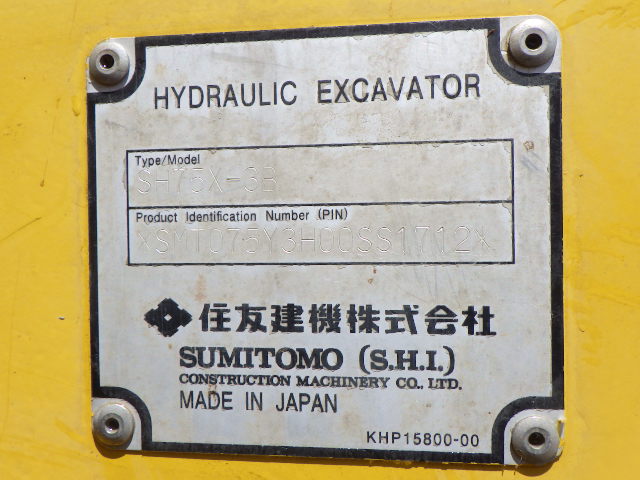 HYDRAULIC EXCAVATOR
Type/Model
SH75X-3B
Product Identification Number (PIN)
XSMT075Y3H00SS1712X
住友建機株式会社
SUMITOMO (S.H.I.)
CONSTRUCTION MACHINERY CO., LTD.
MADE IN JAPAN
KHP15800-00